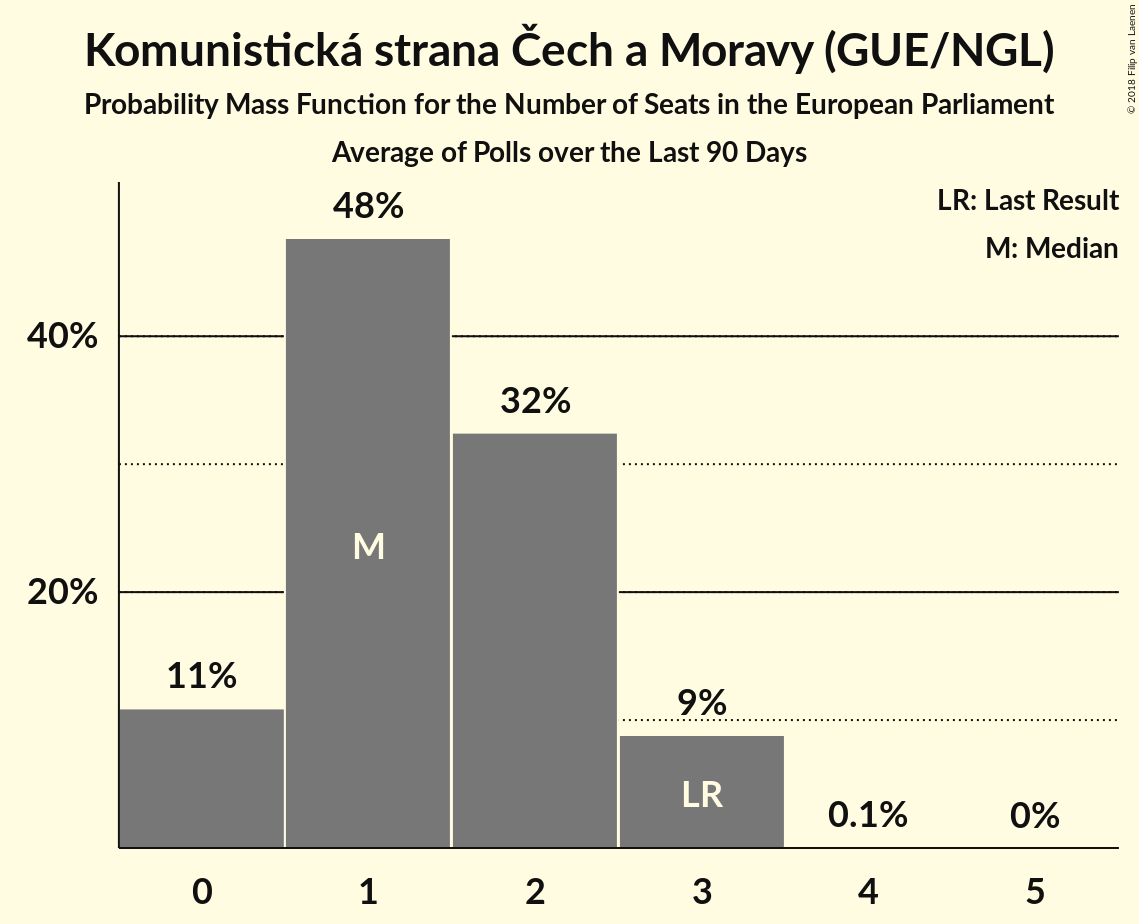 Komunistická strana Čech a Moravy (GUE/NGL)
Probability Mass Function for the Number of Seats in the European Parliament
Average of Polls over the Last 90 Days
© 2018 Filip van Laenen
LR: Last Result
M: Median
48%
40%
32%
M
20%
11%
9%
LR
0.1%
0%
0 1 2 3 4 5